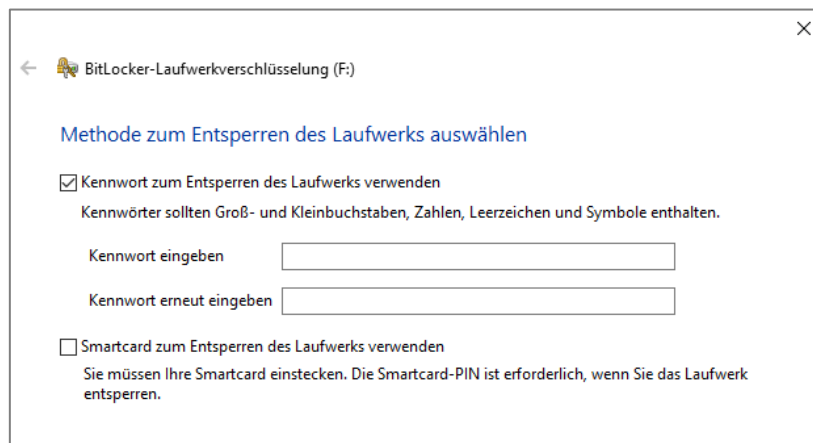 BitLocker-Laufwerkverschlüsselung (F:)
Methode zum Entsperren des Laufwerks auswählen
Kennwort zum Entsperren des Laufwerks verwenden
Kennwörter sollten Groß- und Kleinbuchstaben, Zahlen, Leerzeichen und Symbole enthalten.
Kennwort eingeben
Kennwort erneut eingeben
Smartcard zum Entsperren des Laufwerks verwenden
Sie müssen Ihre Smartcard einstecken. Die Smartcard-PIN ist erforderlich, wenn Sie das Laufwerk
entsperren.